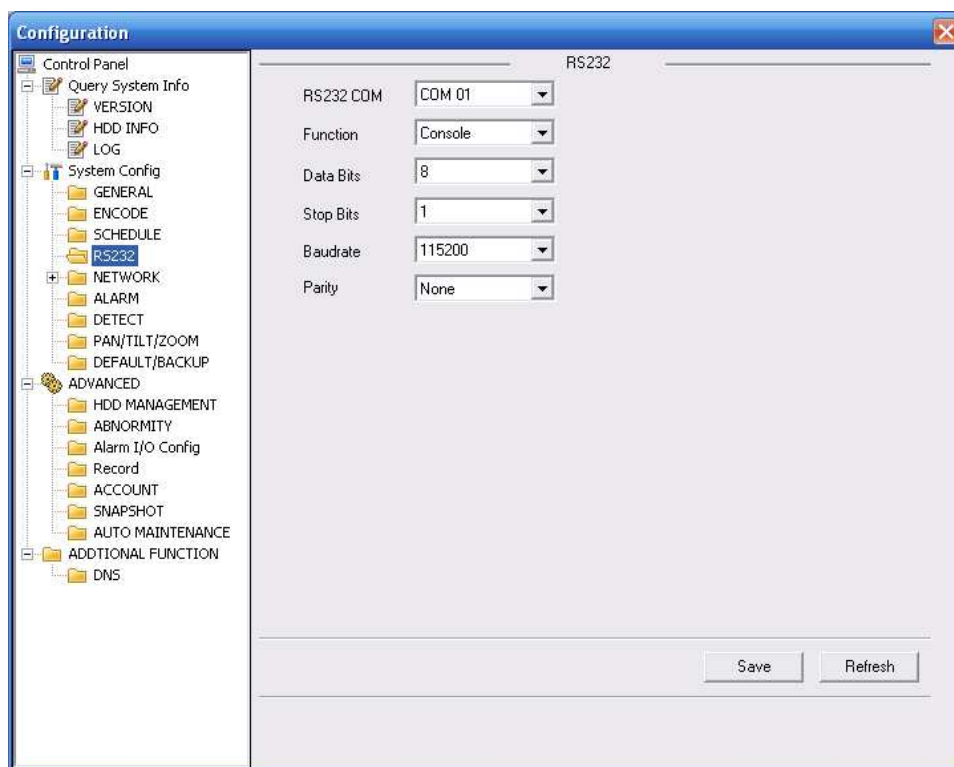 Configuration
Control Panel
Query System Info
VERSION
HDD INFO
LOG
System Config
GENERAL
ENCODE
SCHEDULE
RS232
NETWORK
ALARM
DETECT
PAN/TILT/ZOOM
DEFAULT/BACKUP
ADVANCED
HDD MANAGEMENT
ABNORMITY
Alarm I/O Config
Record
ACCOUNT
SNAPSHOT
AUTO MAINTENANCE
ADDTIONAL FUNCTION
DNS
RS232
RS232 COM COM 01
Function Console
Data Bits 8
Stop Bits 1
Baudrate 115200
Parity None
Save Refresh